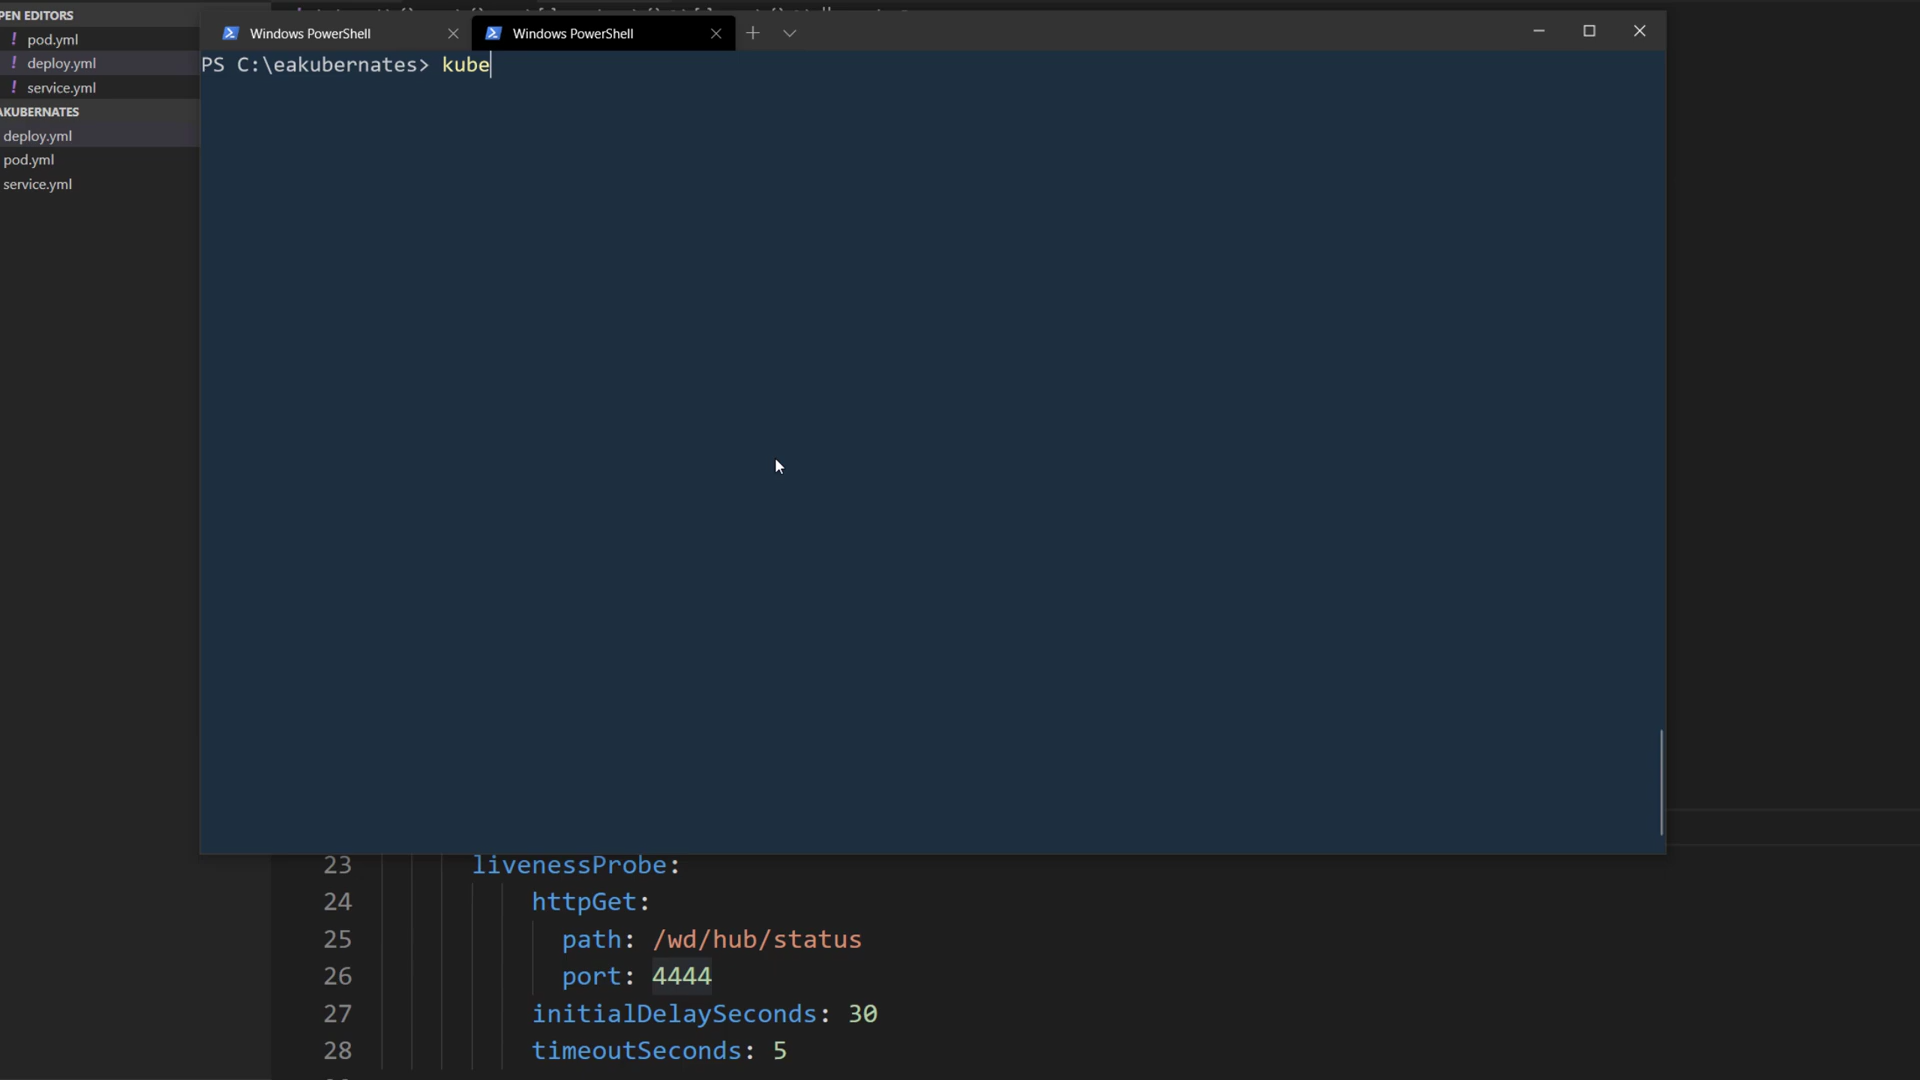 PEN EDITORS
! pod.yml
! deploy.yml
! service.yml
AKUBERNATES
deploy.yml
pod.yml
service.yml
Windows PowerShell
Windows PowerShell
PS C:\eakubernates> kube
23 livenessProbe:
24 httpGet:
25 path: /wd/hub/status
26 port: 4444
27 initialDelaySeconds: 30
28 timeoutSeconds: 5